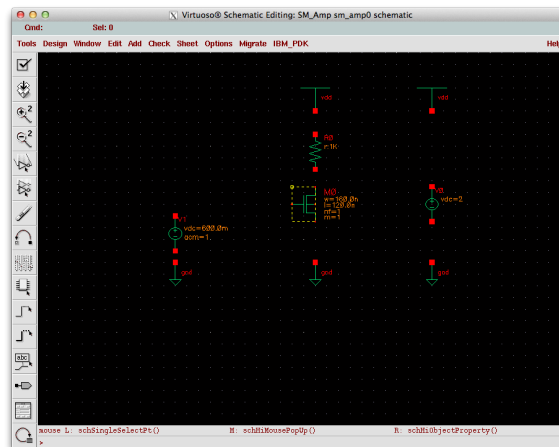 Virtuoso® Schematic Editing: SM_Amp sm_amp0 schematic
Cmd: Sel: 0
Tools Design Window Edit Add Check Sheet Options Migrate IBM_PDK Help
vdd vdd
R0
r:1K
M0
w=160.0n
l=120.0n
nf=1
m=1
V0
vdc=2
V1
vdc=600.0m
acm=1.
gnd gnd gnd
abc
mouse L: schSingleSelectPt() M: schHiMousePopUp() R: schHiObjectProperty()
>